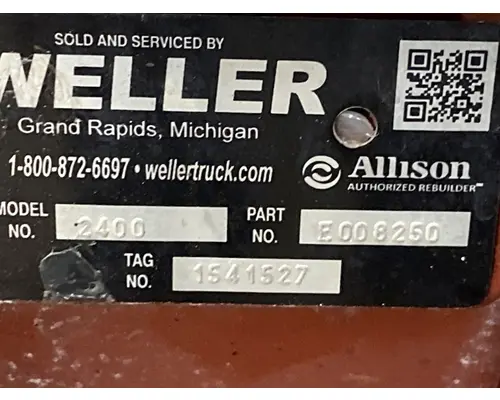 SOLD AND SERVICED BY
WELLER
Grand Rapids, Michigan
1-800-872-6697 • wellertruck.com
Allison
AUTHORIZED REBUILDER
MODEL NO. 2400
PART NO. E008250
TAG NO. 1541527